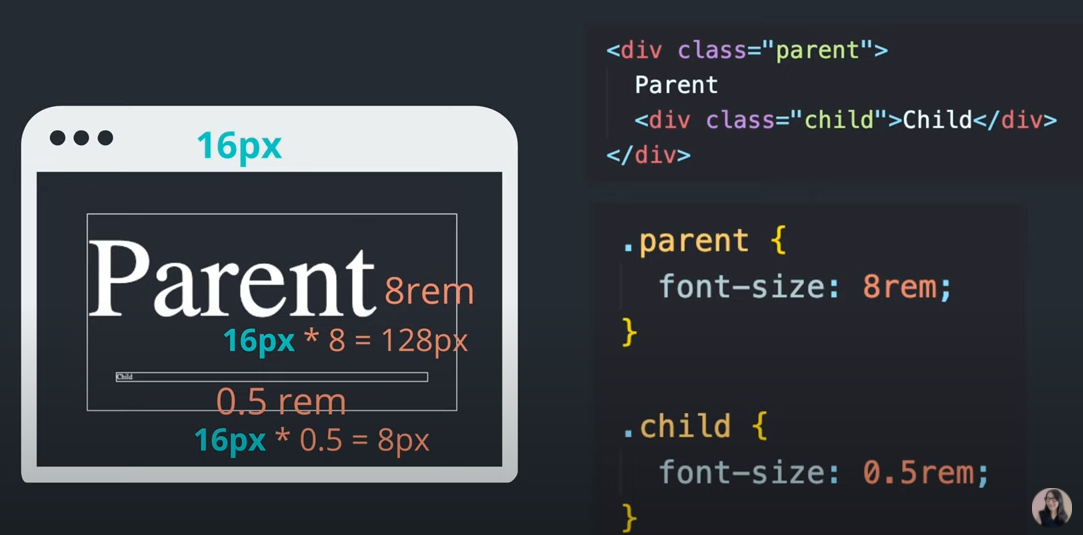 16px
Parent
8rem
16px * 8 = 128px
Child
0.5 rem
16px * 0.5 = 8px
<div class="parent">
Parent
<div class="child">Child</div>
</div>
.parent {
font-size: 8rem;
}
.child {
font-size: 0.5rem;
}